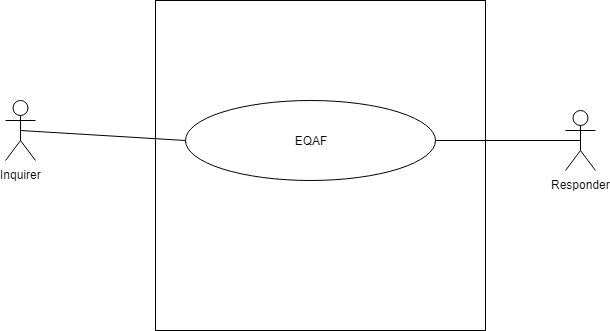 EQAF
Inquirer
Responder